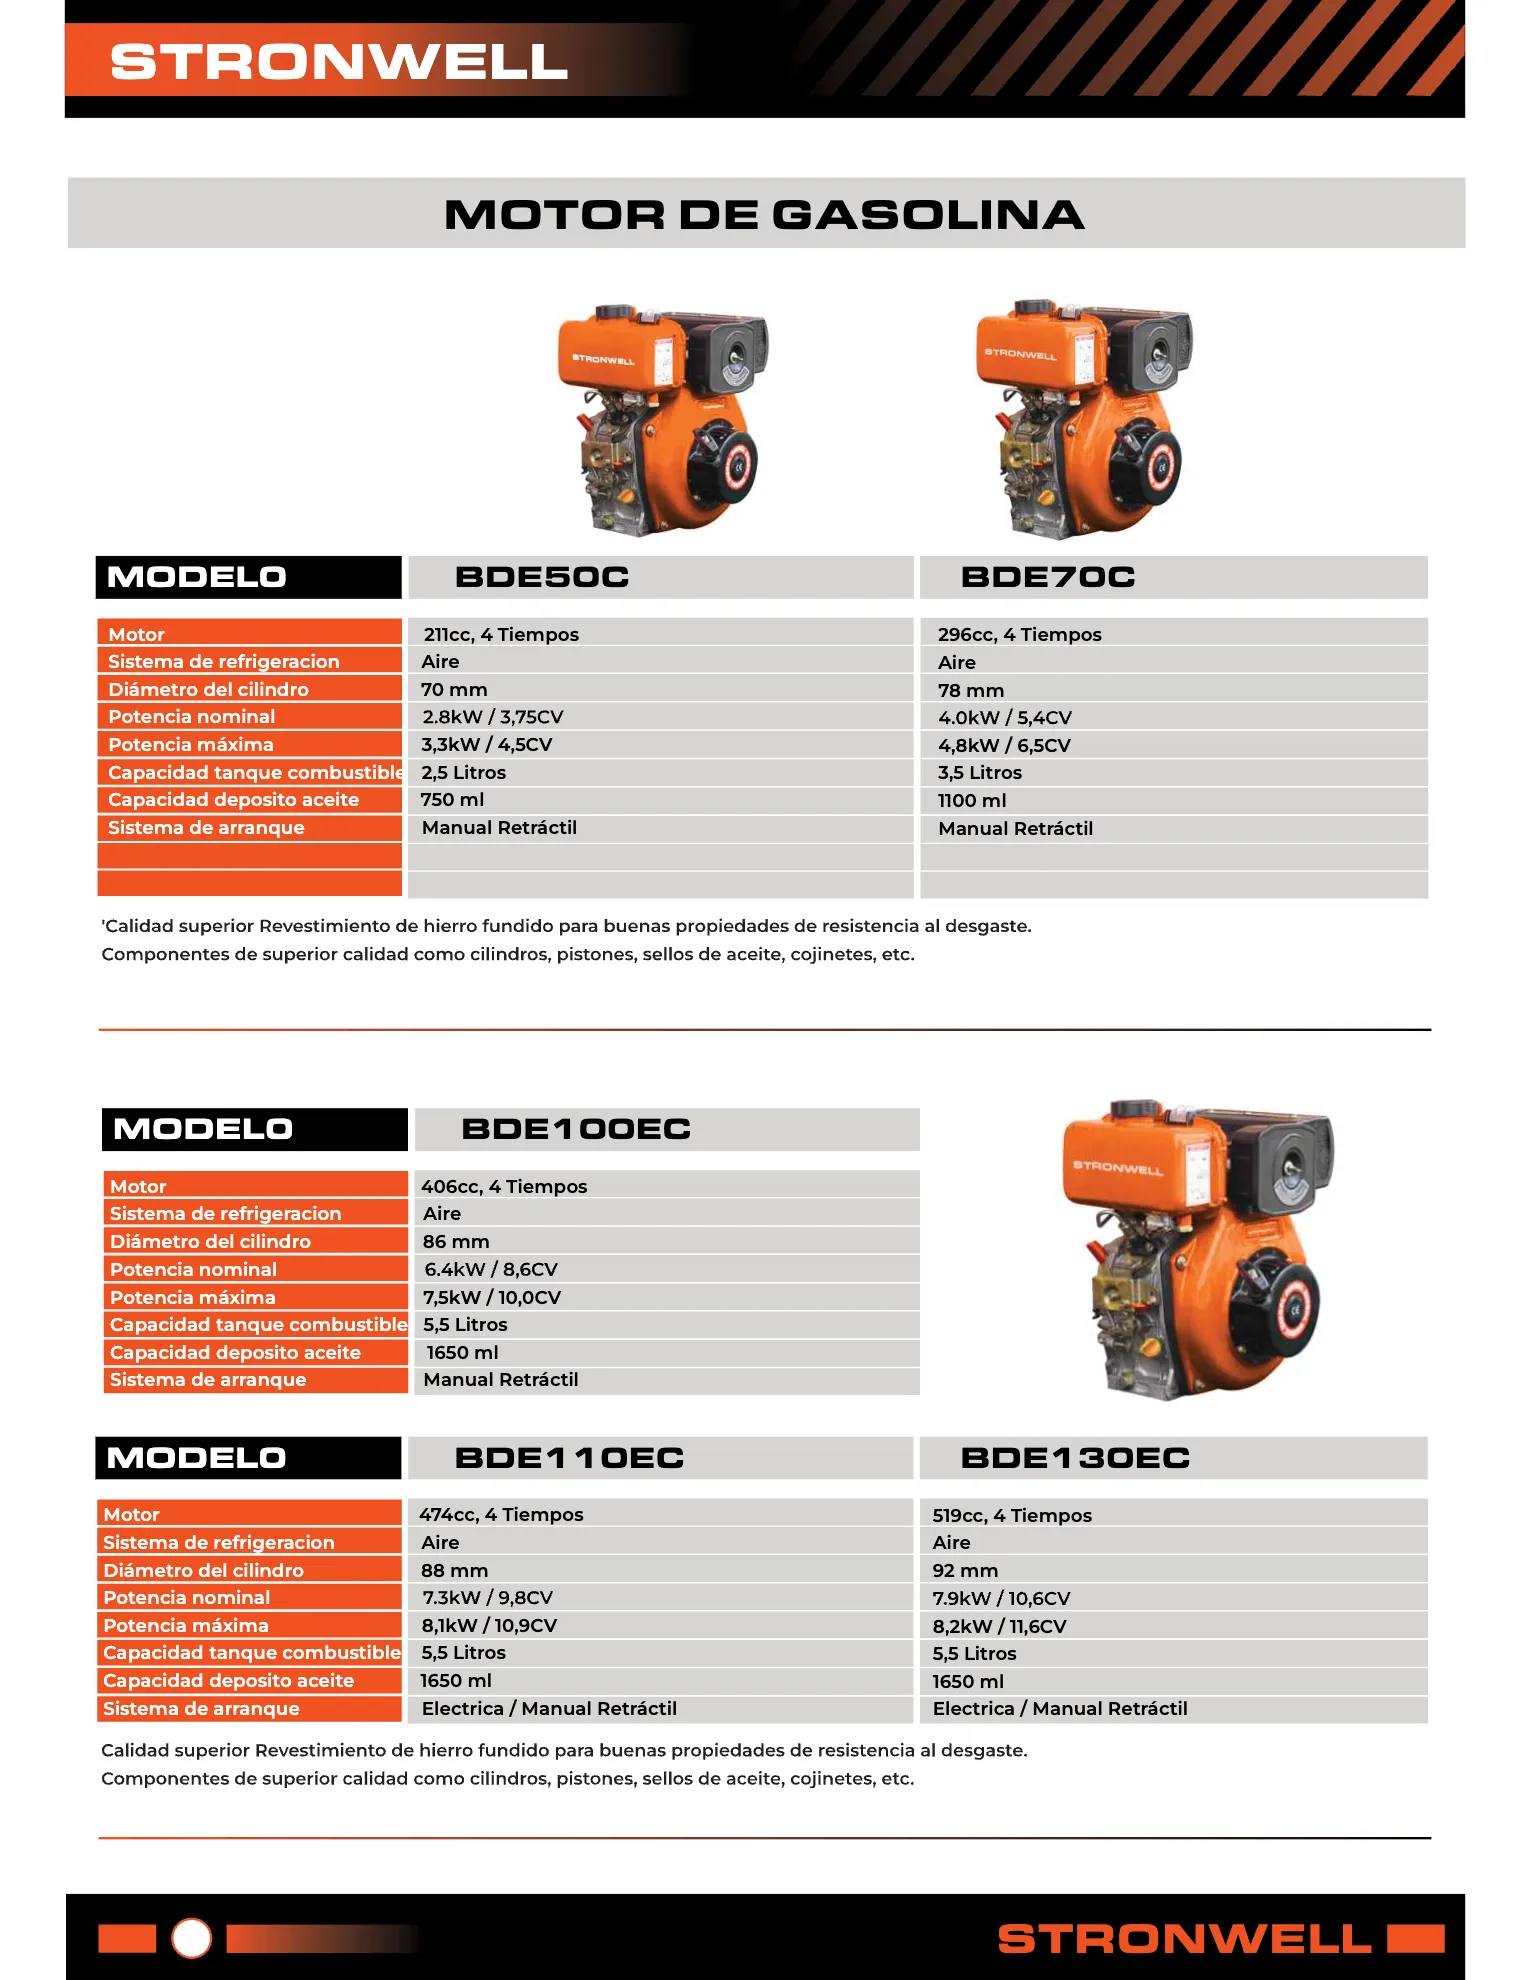 STRONWELL
MOTOR DE GASOLINA
STRONWELL
STRONWELL
MODELO BDE50C BDE70C
Motor 211cc, 4 Tiempos 296cc, 4 Tiempos
Sistema de refrigeracion Aire Aire
Diámetro del cilindro 70 mm 78 mm
Potencia nominal 2.8kW / 3,75CV 4.0kW / 5,4CV
Potencia máxima 3,3kW / 4,5CV 4,8kW / 6,5CV
Capacidad tanque combustible 2,5 Litros 3,5 Litros
Capacidad deposito aceite 750 ml 1100 ml
Sistema de arranque Manual Retráctil Manual Retráctil
'Calidad superior Revestimiento de hierro fundido para buenas propiedades de resistencia al desgaste.
Componentes de superior calidad como cilindros, pistones, sellos de aceite, cojinetes, etc.
MODELO BDE100EC
STRONWELL
Motor 406cc, 4 Tiempos
Sistema de refrigeracion Aire
Diámetro del cilindro 86 mm
Potencia nominal 6.4kW / 8,6CV
Potencia máxima 7,5kW / 10,0CV
CE
Capacidad tanque combustible 5,5 Litros
Capacidad deposito aceite 1650 ml
Sistema de arranque Manual Retráctil
MODELO BDE110EC BDE130EC
Motor 474cc, 4 Tiempos 519cc, 4 Tiempos
Sistema de refrigeracion Aire Aire
Diámetro del cilindro 88 mm 92 mm
Potencia nominal 7.3kW / 9,8CV 7.9kW / 10,6CV
Potencia máxima 8,1kW / 10,9CV 8,2kW / 11,6CV
Capacidad tanque combustible 5,5 Litros 5,5 Litros
Capacidad deposito aceite 1650 ml 1650 ml
Sistema de arranque Electrica / Manual Retráctil Electrica / Manual Retráctil
Calidad superior Revestimiento de hierro fundido para buenas propiedades de resistencia al desgaste.
Componentes de superior calidad como cilindros, pistones, sellos de aceite, cojinetes, etc.
STRONWELL